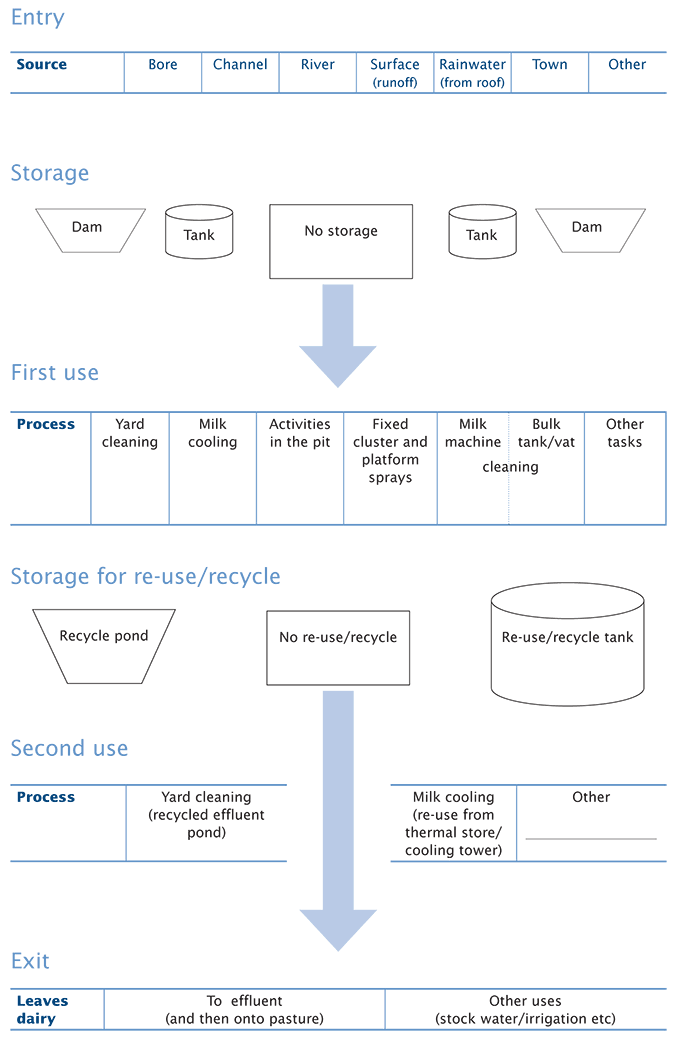 Entry
Source
Bore
Channel
River
Surface
(runoff)
Rainwater
(from roof)
Town
Other
Storage
Dam
Tank
No storage
Tank
Dam
First use
Process
Yard
cleaning
Milk
cooling
Activities
in the pit
Fixed
cluster and
platform
sprays
Milk
machine
Bulk
tank/vat
cleaning
Other
tasks
Storage for re-use/recycle
Recycle pond
No re-use/recycle
Re-use/recycle tank
Second use
Process
Yard cleaning
(recycled effluent
pond)
Milk cooling
(re-use from
thermal store/
cooling tower)
Other
Exit
Leaves
dairy
To effluent
(and then onto pasture)
Other uses
(stock water/irrigation etc)